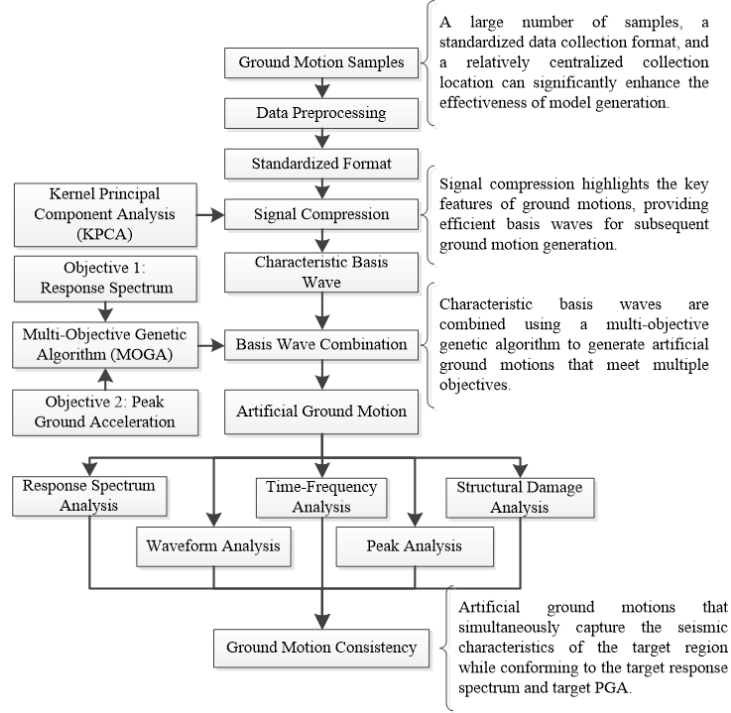 Ground Motion Samples
A large number of samples, a
standardized data collection format, and
a relatively centralized collection
location can significantly enhance the
effectiveness of model generation.
Data Preprocessing
Standardized Format
Kernel Principal
Component Analysis
(KPCA)
Signal Compression
Signal compression highlights the key
features of ground motions, providing
efficient basis waves for subsequent
ground motion generation.
Objective 1:
Response Spectrum
Characteristic Basis
Wave
Multi-Objective Genetic
Algorithm (MOGA)
Basis Wave Combination
Characteristic basis waves are
combined using a multi-objective
genetic algorithm to generate artificial
ground motions that meet multiple
objectives.
Objective 2: Peak
Ground Acceleration
Artificial Ground Motion
Response Spectrum
Analysis
Time-Frequency
Analysis
Structural Damage
Analysis
Waveform Analysis
Peak Analysis
Ground Motion Consistency
Artificial ground motions that
simultaneously capture the seismic
characteristics of the target region
while conforming to the target response
spectrum and target PGA.